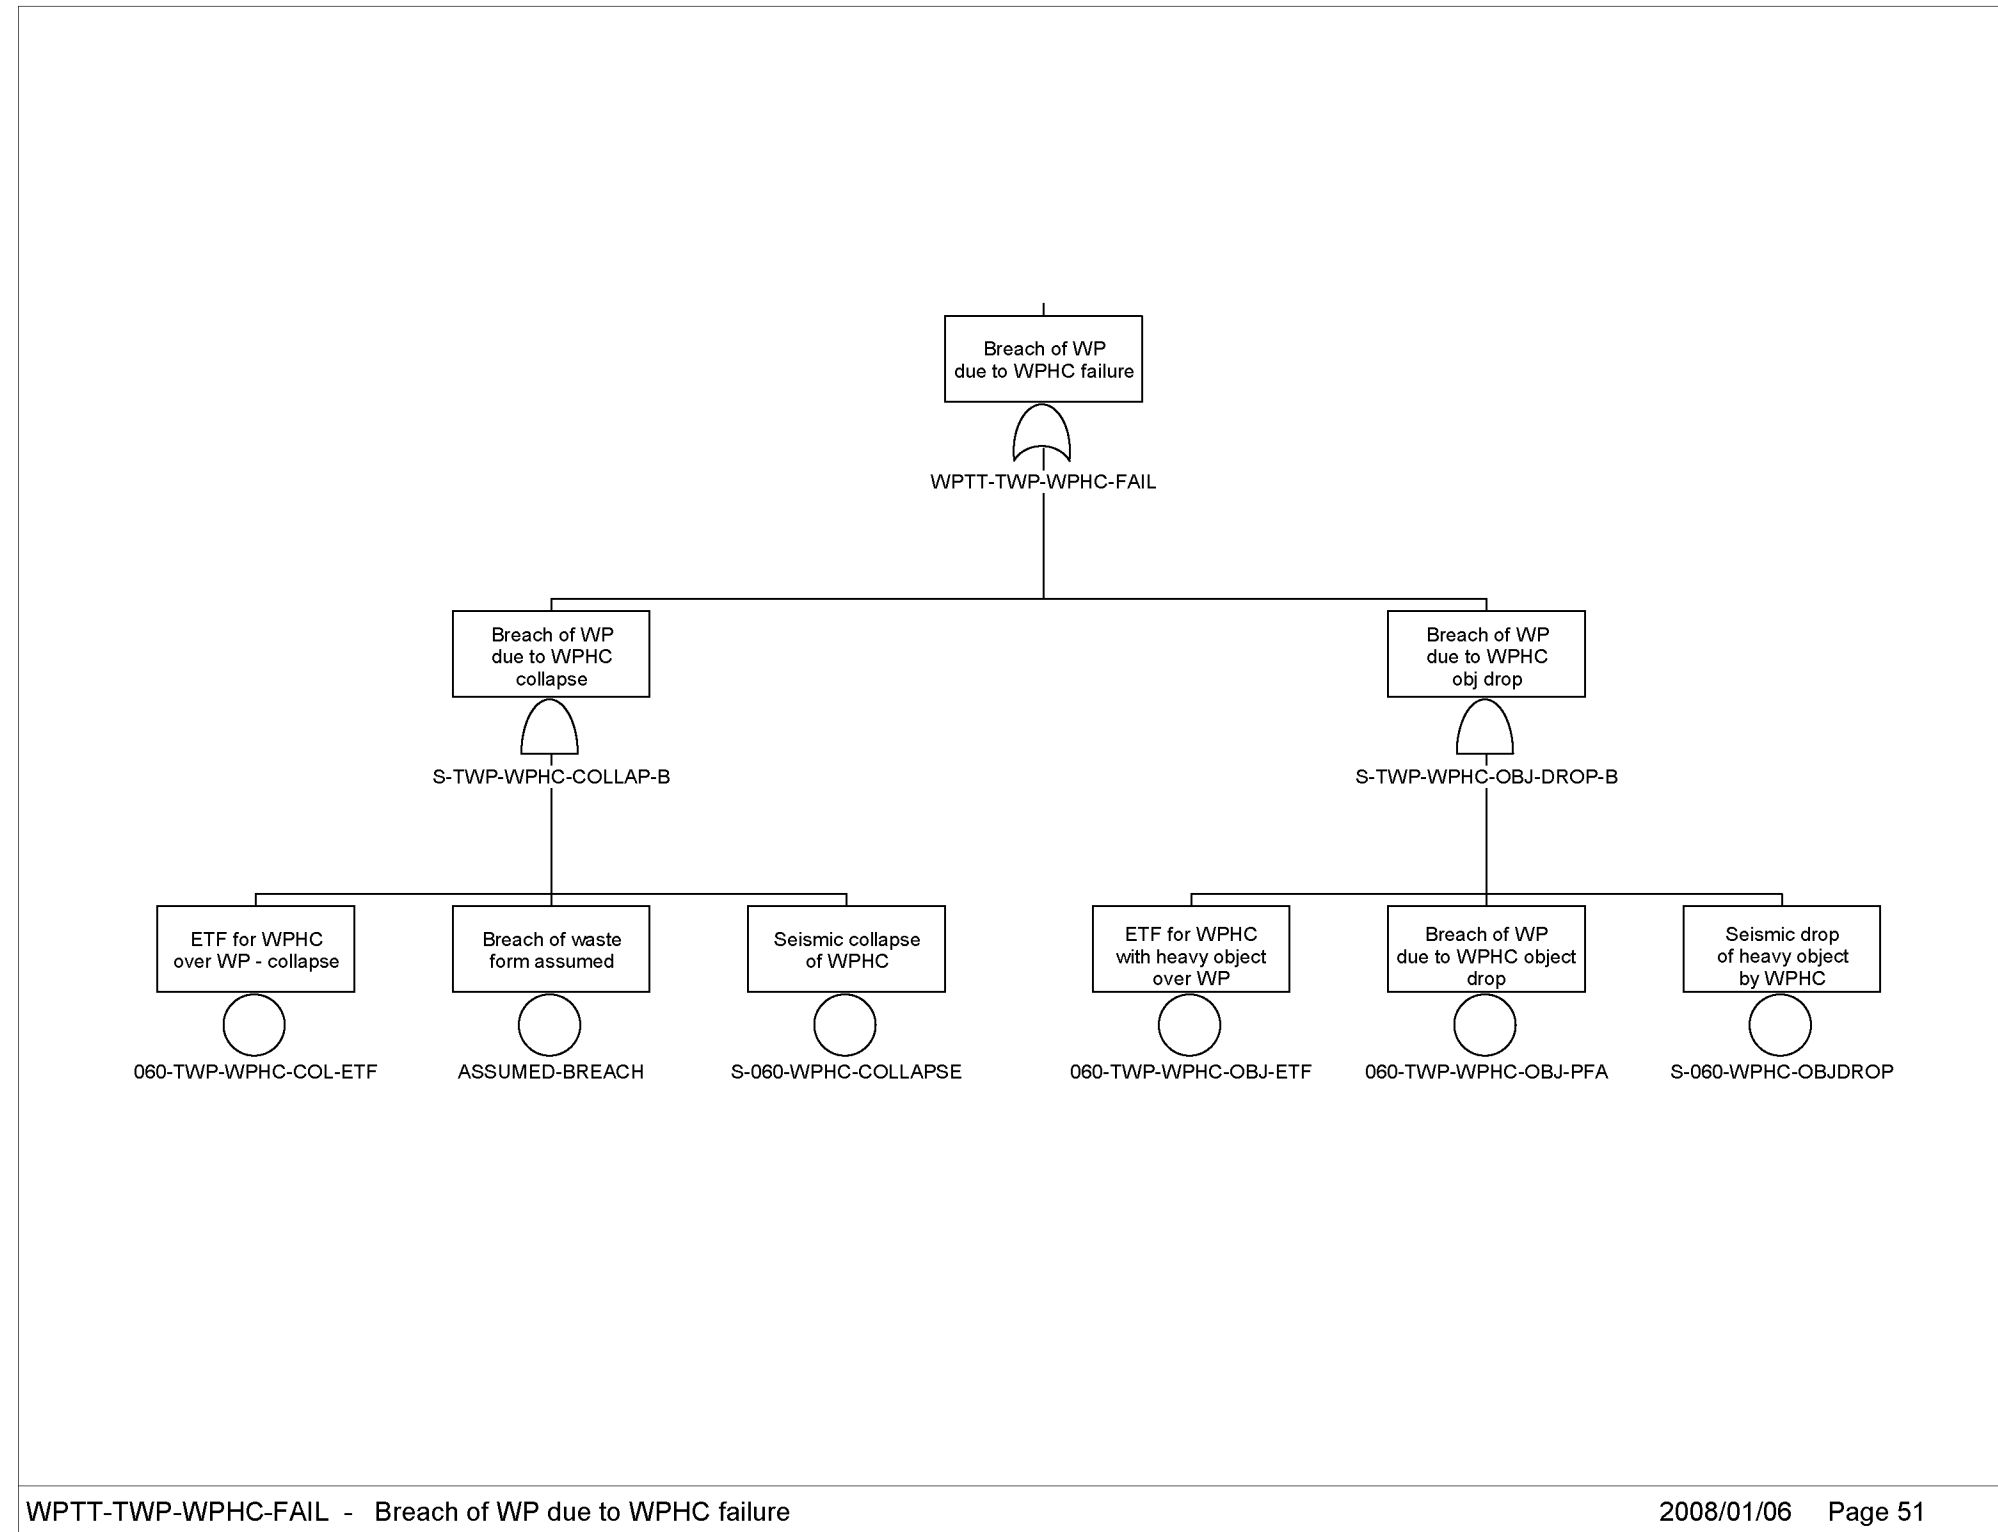 Breach of WP
due to WPHC failure
WPTT-TWP-WPHC-FAIL
Breach of WP
due to WPHC
collapse
S-TWP-WPHC-COLLAP-B
Breach of WP
due to WPHC
obj drop
S-TWP-WPHC-OBJ-DROP-B
ETF for WPHC
over WP - collapse
060-TWP-WPHC-COL-ETF
Breach of waste
form assumed
ASSUMED-BREACH
Seismic collapse
of WPHC
S-060-WPHC-COLLAPSE
ETF for WPHC
with heavy object
over WP
060-TWP-WPHC-OBJ-ETF
Breach of WP
due to WPHC object
drop
060-TWP-WPHC-OBJ-PFA
Seismic drop
of heavy object
by WPHC
S-060-WPHC-OBJDROP
WPTT-TWP-WPHC-FAIL - Breach of WP due to WPHC failure
2008/01/06 Page 51